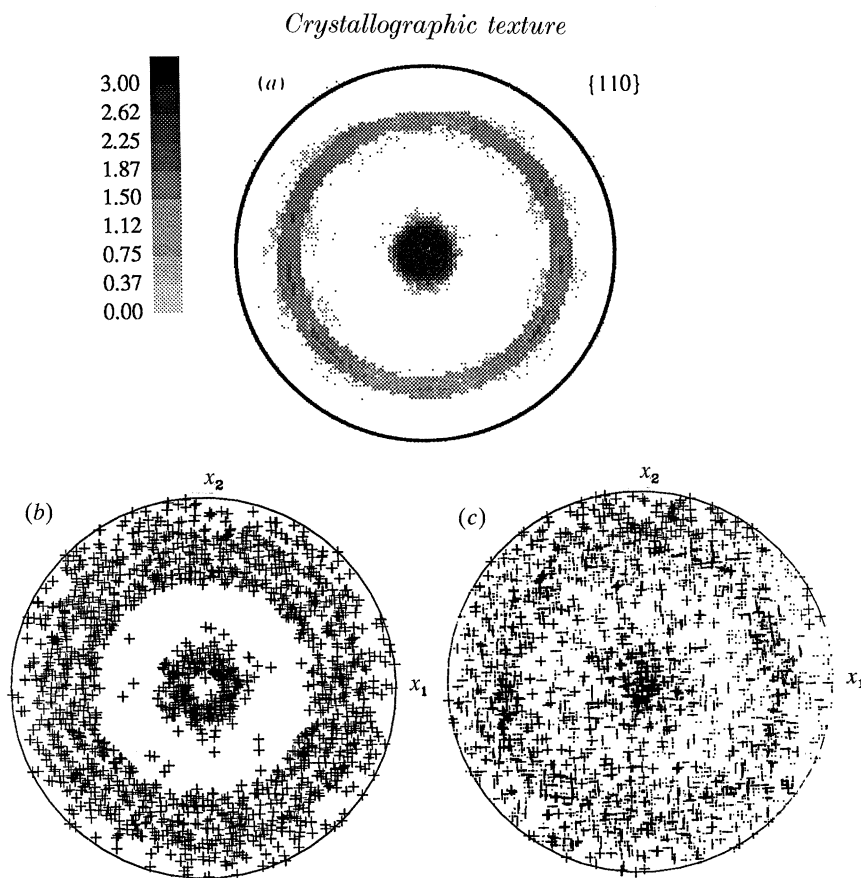 Crystallographic texture
(a)
{110}
3.00
2.62
2.25
1.87
1.50
1.12
0.75
0.37
0.00
(b)
x₂
x₁
(c)
x₂
x₁